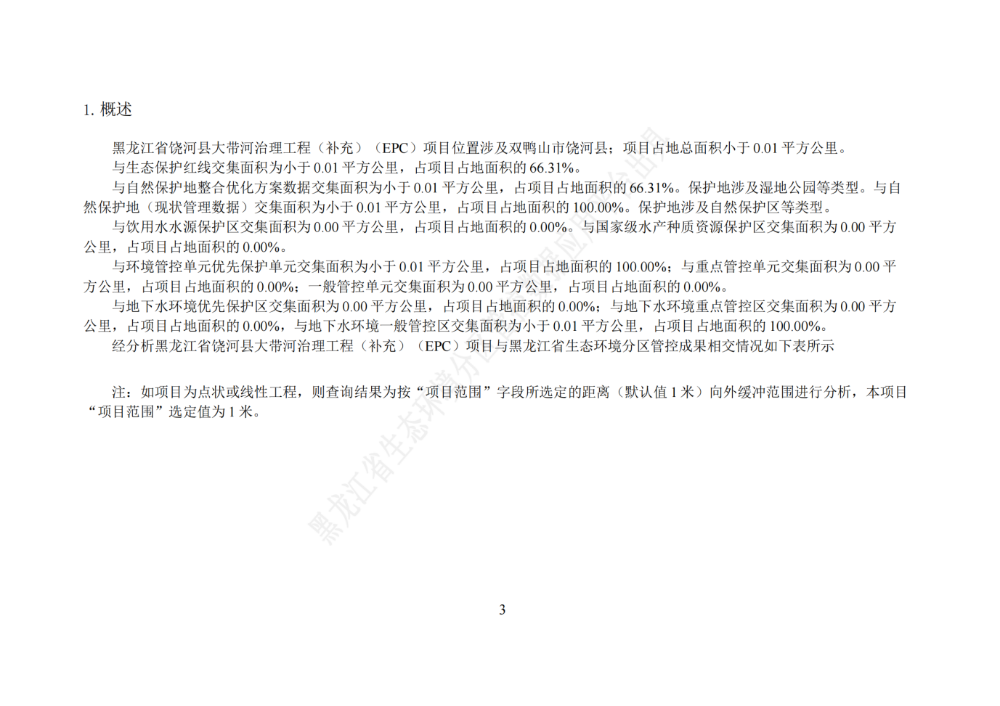 1. 概述
黑龙江省饶河县大带河治理工程（补充）（EPC）项目位置涉及双鸭山市饶河县；项目占地总面积小于 0.01 平方公里。
与生态保护红线交集面积为小于 0.01 平方公里，占项目占地面积的 66.31%。
与自然保护地整合优化方案数据交集面积为小于 0.01 平方公里，占项目占地面积的 66.31%。保护地涉及湿地公园等类型。与自
然保护地（现状管理数据）交集面积为小于 0.01 平方公里，占项目占地面积的 100.00%。保护地涉及自然保护区等类型。
与饮用水水源保护区交集面积为 0.00 平方公里，占项目占地面积的 0.00%。与国家级水产种质资源保护区交集面积为 0.00 平方
公里，占项目占地面积的 0.00%。
与环境管控单元优先保护单元交集面积为小于 0.01 平方公里，占项目占地面积的 100.00%；与重点管控单元交集面积为 0.00 平
方公里，占项目占地面积的 0.00%；一般管控单元交集面积为 0.00 平方公里，占项目占地面积的 0.00%。
与地下水环境优先保护区交集面积为 0.00 平方公里，占项目占地面积的 0.00%；与地下水环境重点管控区交集面积为 0.00 平方
公里，占项目占地面积的 0.00%，与地下水环境一般管控区交集面积为小于 0.01 平方公里，占项目占地面积的 100.00%。
经分析黑龙江省饶河县大带河治理工程（补充）（EPC）项目与黑龙江省生态环境分区管控成果相交情况如下表所示
注：如项目为点状或线性工程，则查询结果为按“项目范围”字段所选定的距离（默认值 1 米）向外缓冲范围进行分析，本项目
“项目范围”选定值为 1 米。
黑龙江省生态环境分区管控数据应用平台出具
3